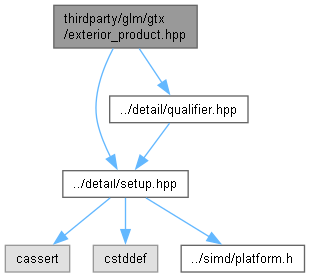 thirdparty/glm/gtx
/exterior_product.hpp
../detail/qualifier.hpp
../detail/setup.hpp
cassert
cstddef
../simd/platform.h